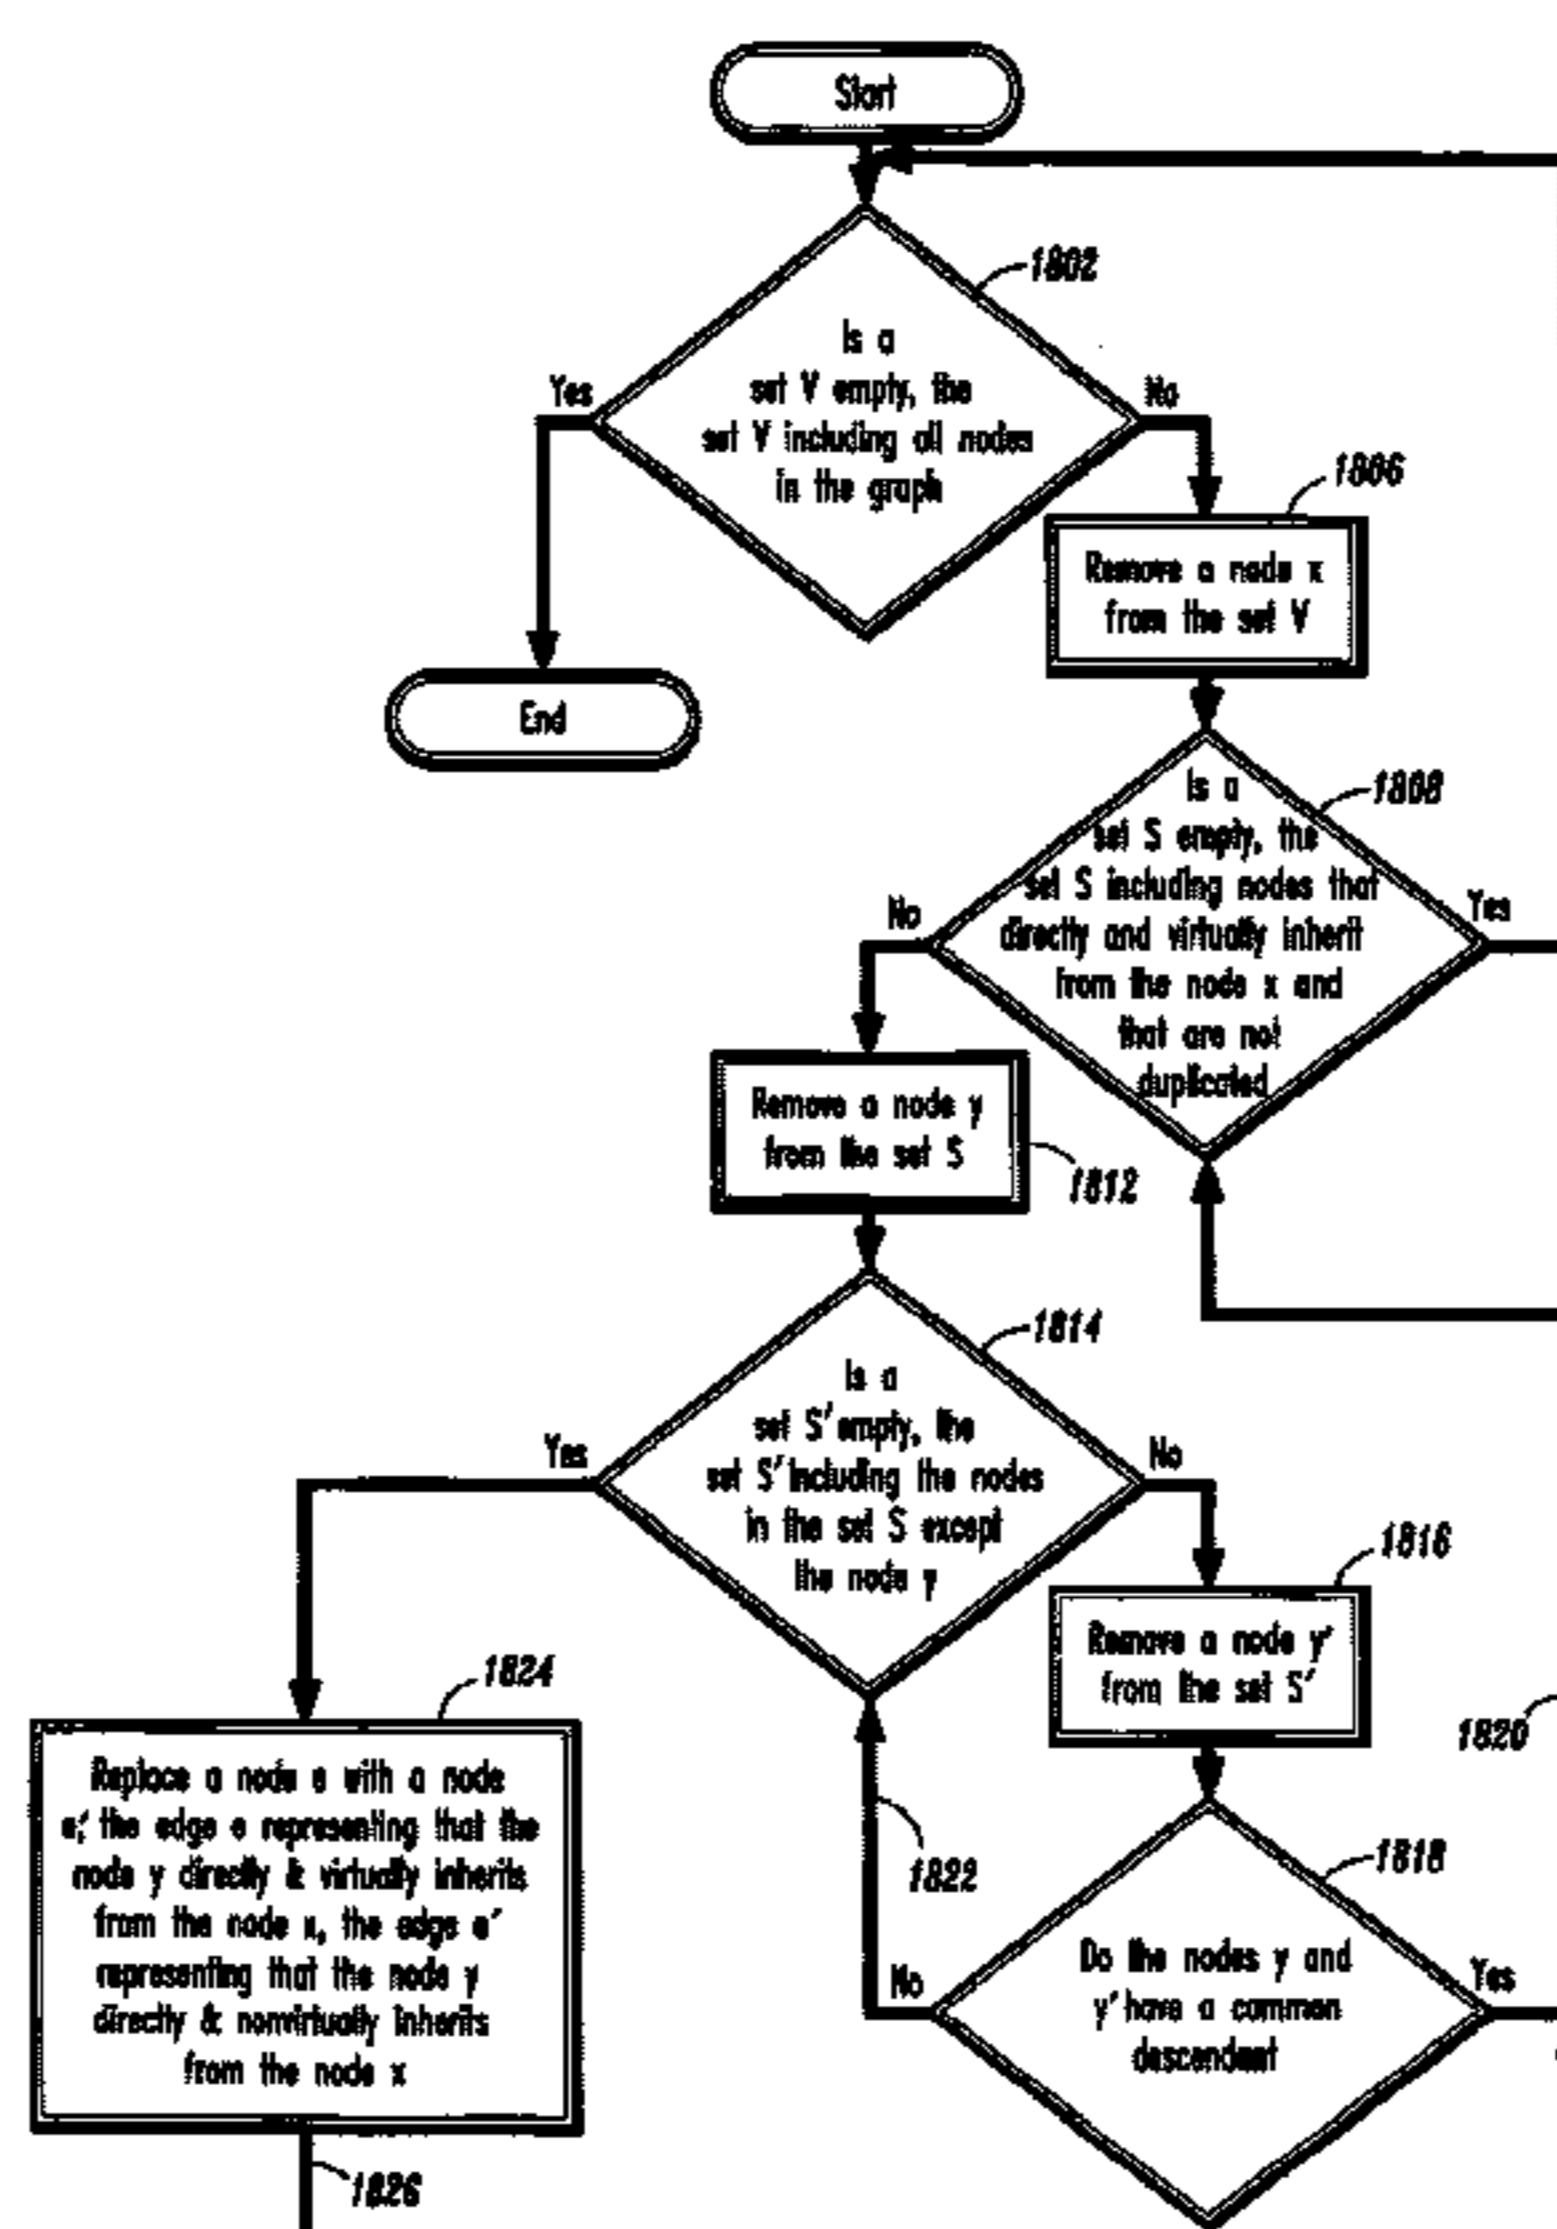 Start
1802
Is a
set V empty, the
set V including all nodes
in the graph
Yes
No
1806
Remove a node x
from the set V
End
1808
Is a
set S empty, the
set S including nodes that
directly and virtually inherit
from the node x and
that are not
duplicated
No
Yes
Remove a node y
from the set S
1812
1814
Is a
set S' empty, the
set S' including the nodes
in the set S except
the node y
Yes
No
1816
Remove a node y'
from the set S'
1820
1824
Replace a node e with a node
e', the edge e representing that the
node y directly & virtually inherits
from the node x, the edge e'
representing that the node y
directly & nonvirtually inherits
from the node x
1822
1818
Do the nodes y and
y' have a common
descendent
No
Yes
1826